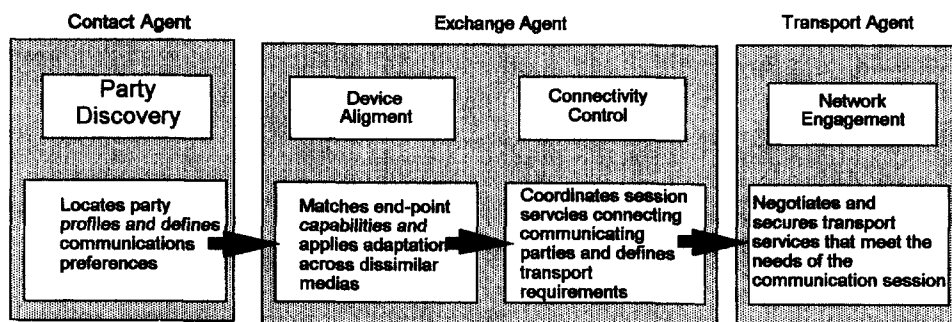 Contact Agent
Exchange Agent
Transport Agent
Party
Discovery
Device
Aligment
Connectivity
Control
Network
Engagement
Locates party
profiles and defines
communications
preferences
Matches end-point
capabilities and
applies adaptation
across dissimilar
medias
Coordinates session
servcies connecting
communicating
parties and defines
transport
requirements
Negotiates and
secures transport
services that meet the
needs of the
communication session